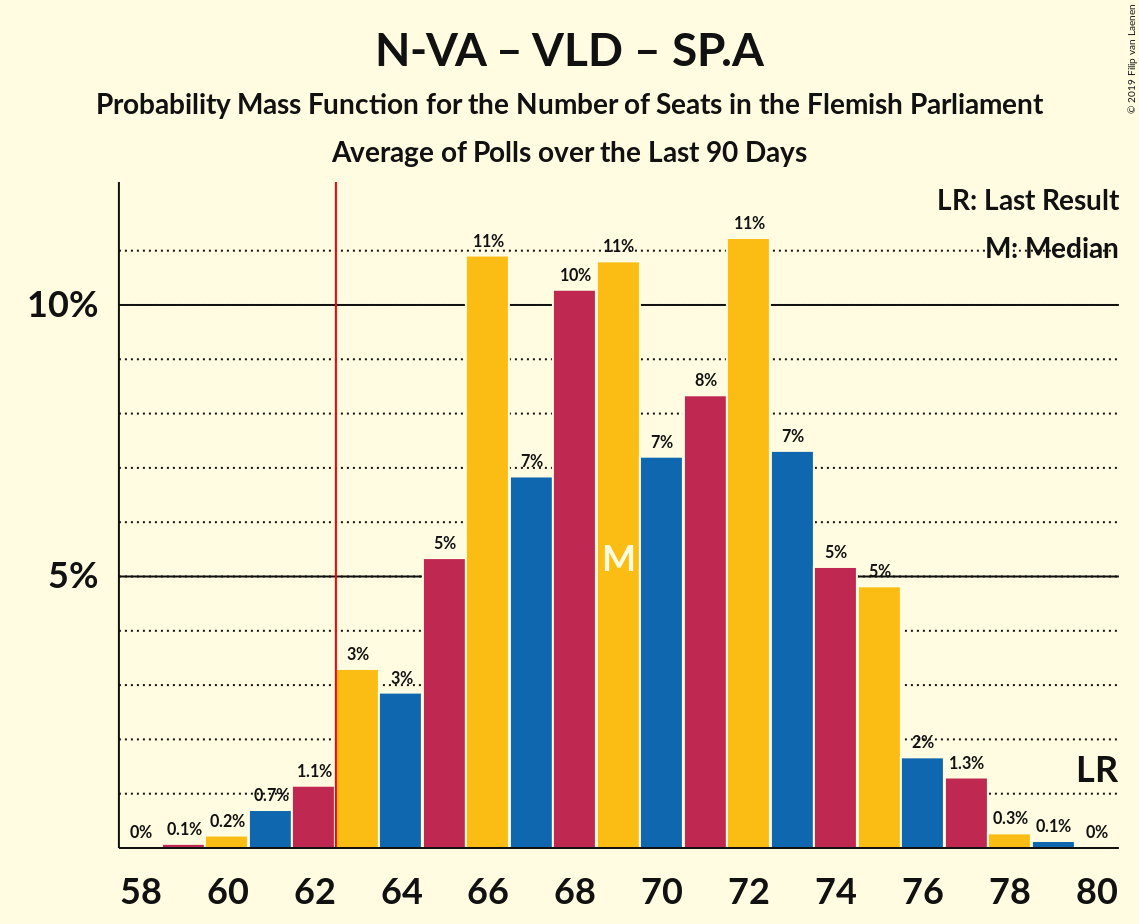 N-VA – VLD – SP.A
Probability Mass Function for the Number of Seats in the Flemish Parliament
Average of Polls over the Last 90 Days
© 2019 Filip van Laenen
LR: Last Result
M: Median
10%
5%
0%
0.1%
0.2%
0.7%
1.1%
3%
3%
5%
11%
7%
10%
11%
7%
8%
11%
7%
5%
5%
2%
1.3%
0.3%
0.1%
0%
M
LR
58 60 62 64 66 68 70 72 74 76 78 80